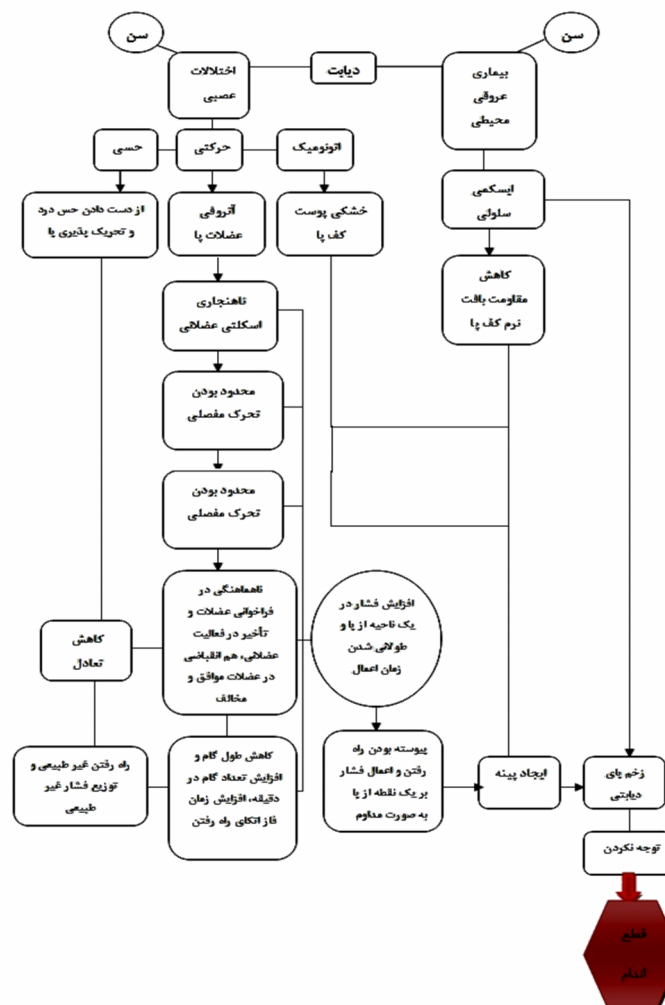 سن
سن
دیابت
بیماری
عروقی
محیطی
اختلالات
عصبی
اتونومیک
حرکتی
حسی
ایسکمی
سلولی
خشکی پوست
کف پا
آتروفی
عضلات پا
از دست دادن حس درد
و تحریک پذیری پا
کاهش
مقاومت بافت
نرم کف پا
ناهنجاری
اسکلتی عضلانی
محدود بودن
تحرک مفصلی
محدود بودن
تحرک مفصلی
ناهماهنگی در
فراخوانی عضلات و
تأخیر در فعالیت
عضلانی، هم انقباضی
در عضلات موافق و
مخالف
افزایش فشار در
یک ناحیه از پا و
طولانی شدن
زمان اعمال
کاهش
تعادل
زخم پای
دیابتی
ایجاد پینه
پیوسته بودن راه
رفتن و اعمال فشار
بر یک نقطه از پا
به صورت مداوم
کاهش طول گام و
افزایش تعداد گام در
دقیقه، افزایش زمان
فاز اتکای راه رفتن
راه رفتن غیر طبیعی و
توزیع فشار غیر
طبیعی
توجه نکردن
قطع
اندام